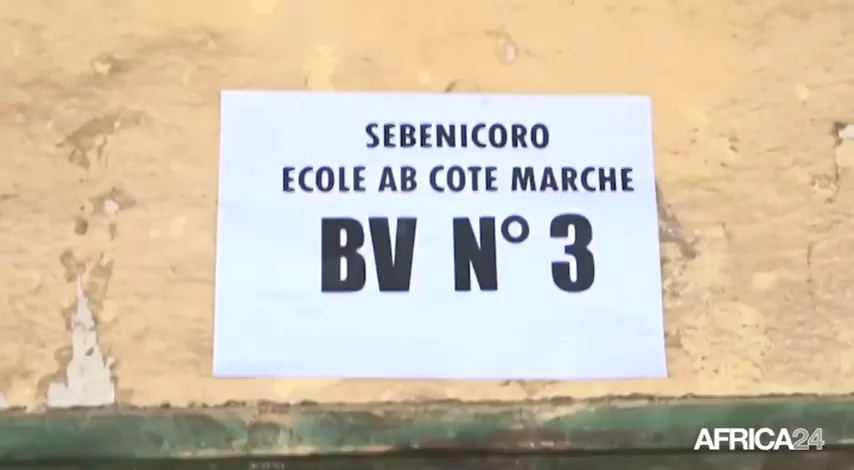 SEBENICORO
ECOLE AB COTE MARCHE
BV N° 3
AFRICA24